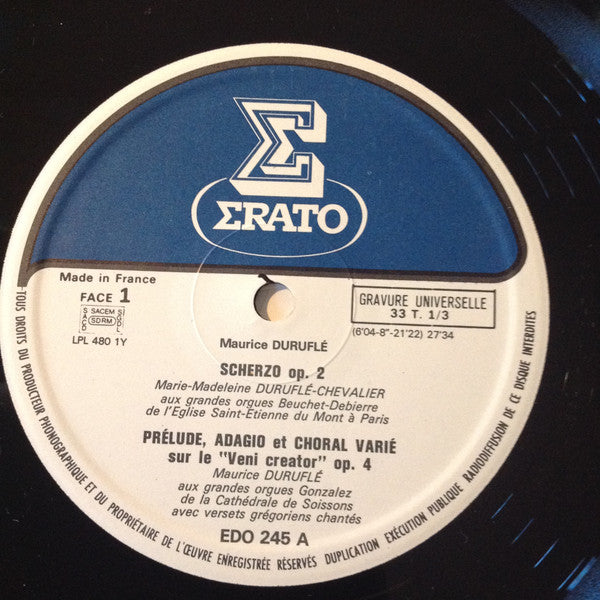 Σ
ΣRATO
Made in France
FACE 1
SACEM
SDRM
SACD
SGDL
LPL 480 1Y
GRAVURE UNIVERSELLE
33 T. 1/3
(6'04-8"-21'22) 27'34
Maurice DURUFLÉ
SCHERZO op. 2
Marie-Madeleine DURUFLÉ-CHEVALIER
aux grandes orgues Beuchet-Debierre
de l'Eglise Saint-Etienne du Mont à Paris
PRÉLUDE, ADAGIO et CHORAL VARIÉ
sur le "Veni creator" op. 4
Maurice DURUFLÉ
aux grandes orgues Gonzalez
de la Cathédrale de Soissons
avec versets grégoriens chantés
EDO 245 A
-TOUS DROITS DU PRODUCTEUR PHONOGRAPHIQUE ET DU PROPRIÉTAIRE DE L'ŒUVRE ENREGISTRÉE RÉSERVÉS DUPLICATION EXÉCUTION PUBLIQUE RADIODIFFUSION DE CE DISQUE INTERDITES